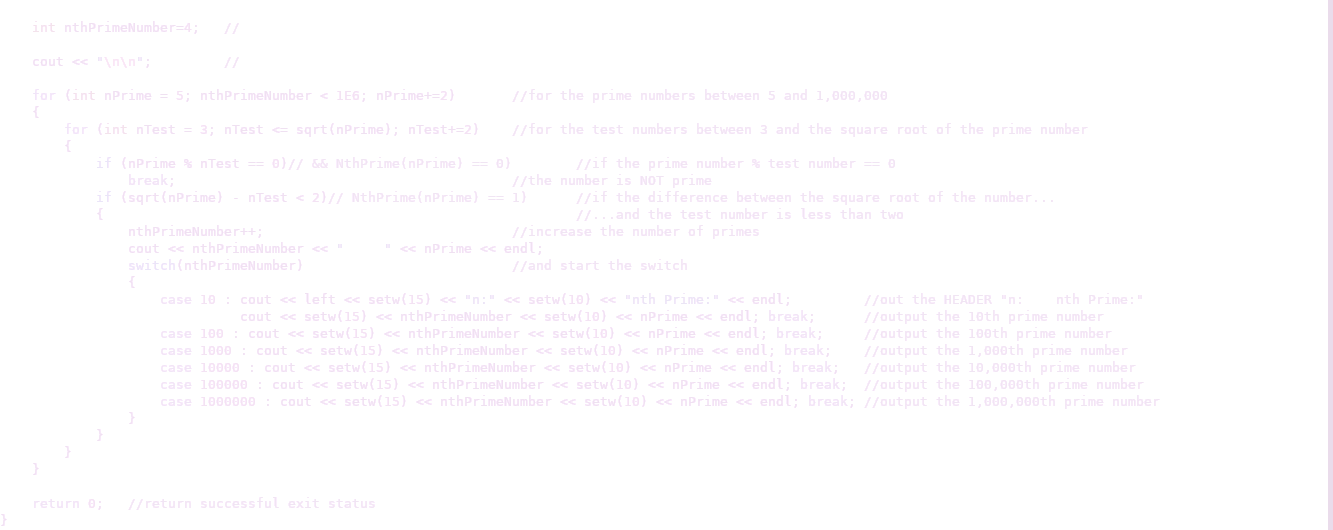 int nthPrimeNumber=4;   //

    cout << "\n\n";         //

    for (int nPrime = 5; nthPrimeNumber < 1E6; nPrime+=2)       //for the prime numbers between 5 and 1,000,000
    {
        for (int nTest = 3; nTest <= sqrt(nPrime); nTest+=2)    //for the test numbers between 3 and the square root of the prime number
        {
            if (nPrime % nTest == 0)// && NthPrime(nPrime) == 0)        //if the prime number % test number == 0
                break;                                          //the number is NOT prime
            if (sqrt(nPrime) - nTest < 2)// NthPrime(nPrime) == 1)      //if the difference between the square root of the number...
            {                                                           //...and the test number is less than two
                nthPrimeNumber++;                               //increase the number of primes
                cout << nthPrimeNumber << "     " << nPrime << endl;
                switch(nthPrimeNumber)                          //and start the switch
                {
                    case 10 : cout << left << setw(15) << "n:" << setw(10) << "nth Prime:" << endl;         //out the HEADER "n:    nth Prime:"
                              cout << setw(15) << nthPrimeNumber << setw(10) << nPrime << endl; break;      //output the 10th prime number
                    case 100 : cout << setw(15) << nthPrimeNumber << setw(10) << nPrime << endl; break;     //output the 100th prime number
                    case 1000 : cout << setw(15) << nthPrimeNumber << setw(10) << nPrime << endl; break;    //output the 1,000th prime number
                    case 10000 : cout << setw(15) << nthPrimeNumber << setw(10) << nPrime << endl; break;   //output the 10,000th prime number
                    case 100000 : cout << setw(15) << nthPrimeNumber << setw(10) << nPrime << endl; break;  //output the 100,000th prime number
                    case 1000000 : cout << setw(15) << nthPrimeNumber << setw(10) << nPrime << endl; break; //output the 1,000,000th prime number
                }
            }
        }
    }

    return 0;   //return successful exit status
}